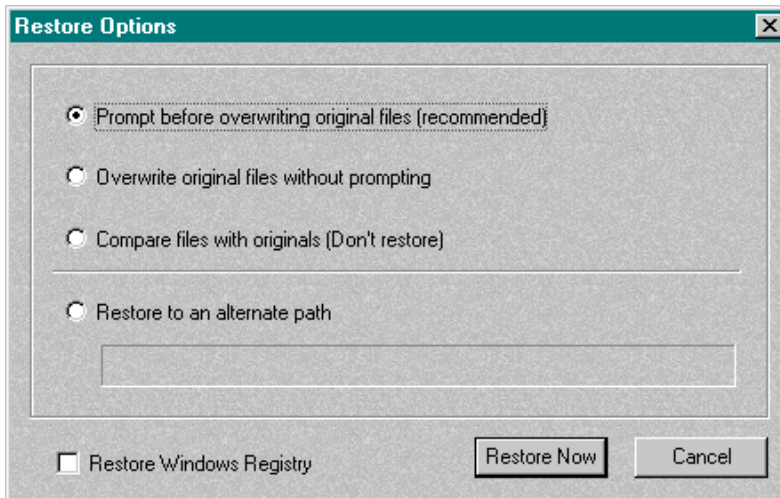 Restore Options
Prompt before overwriting original files (recommended)
Overwrite original files without prompting
Compare files with originals (Don't restore)
Restore to an alternate path
Restore Windows Registry
Restore Now
Cancel